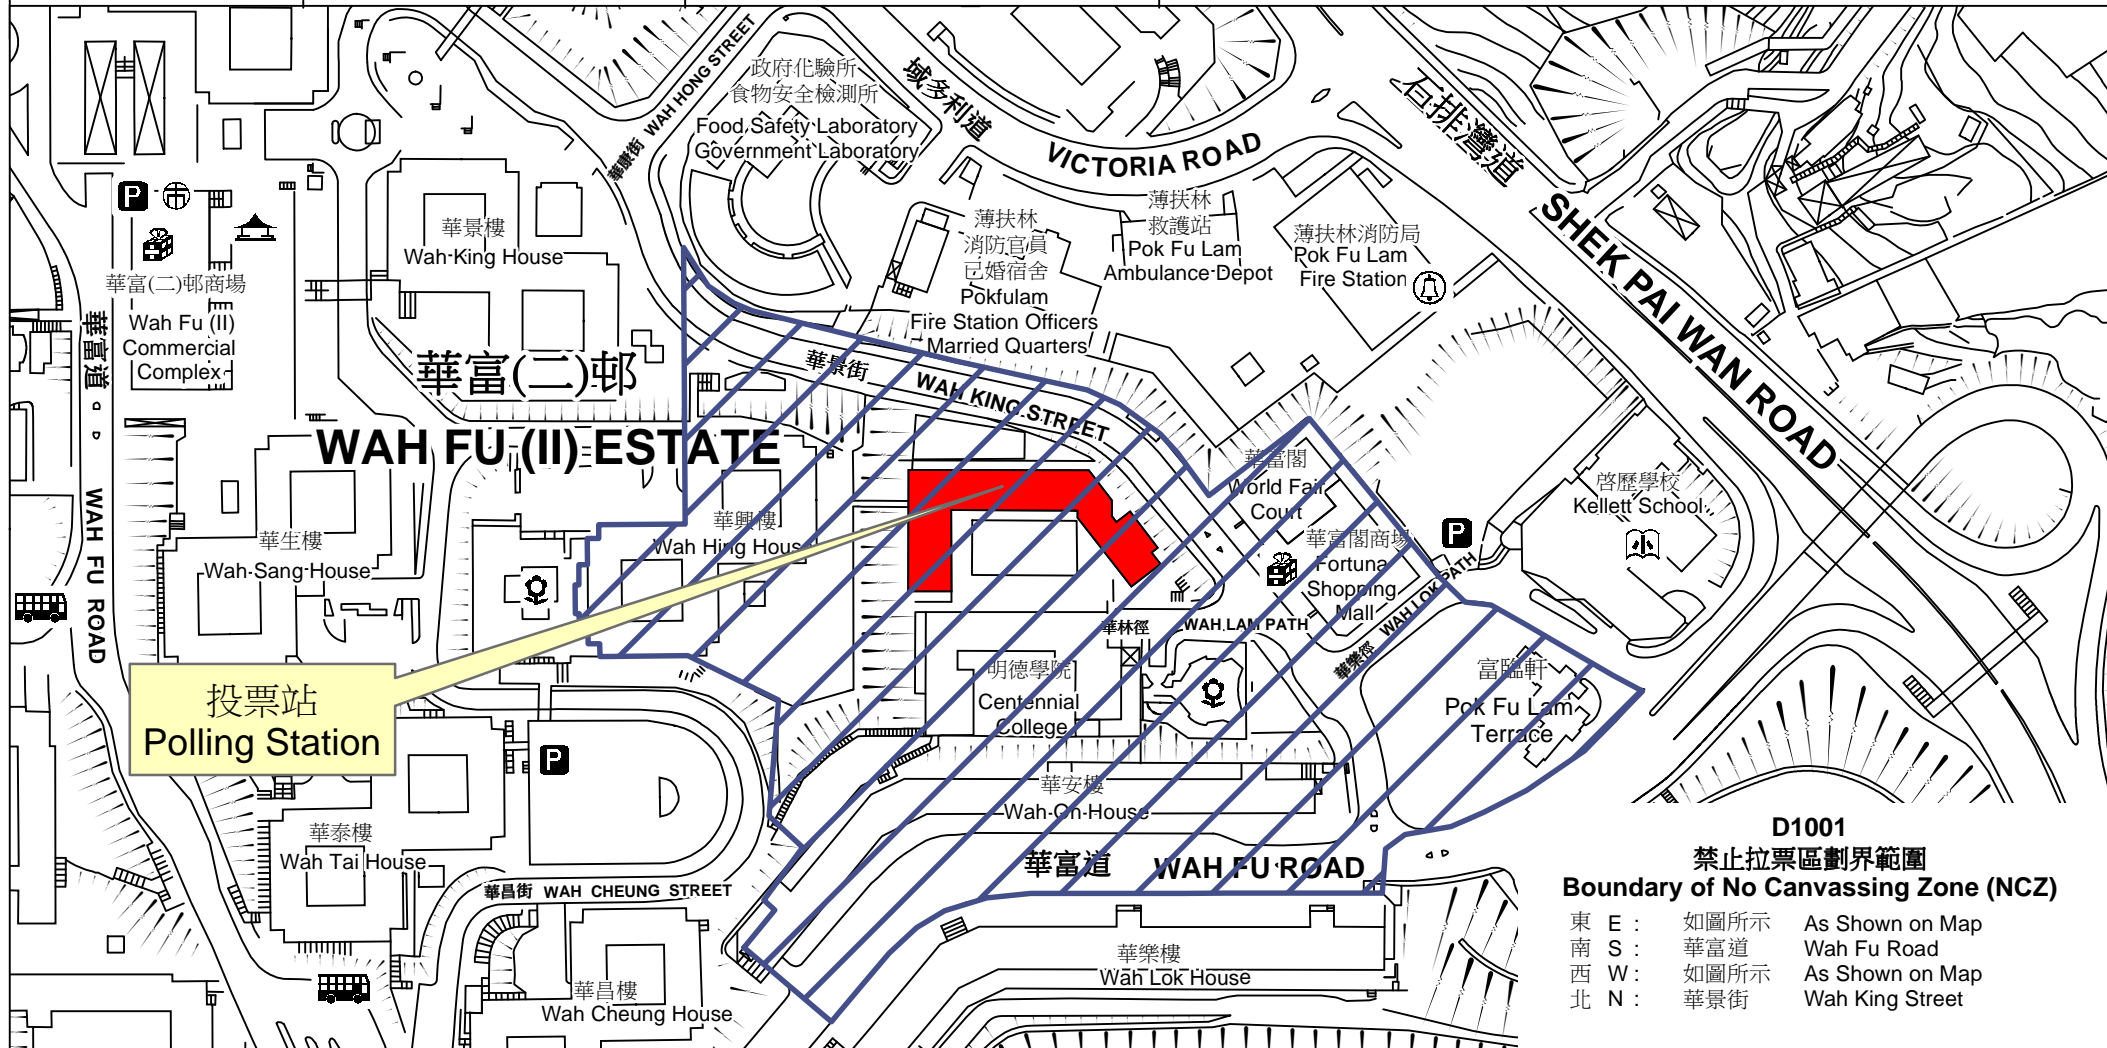 華康街 WAH HONG STREET
政府化驗所
食物安全檢測所
Food Safety Laboratory
Government Laboratory
域多利道
VICTORIA ROAD
石排灣道
SHEK PAI WAN ROAD
P
市
華景樓
Wah King House
薄扶林
消防官員
已婚宿舍
Pokfulam
Fire Station Officers
Married Quarters
薄扶林
救護站
Pok Fu Lam
Ambulance Depot
薄扶林消防局
Pok Fu Lam
Fire Station
華富(二)邨商場
Wah Fu (II)
Commercial
Complex
華富道
WAH FU ROAD
華富(二)邨
WAH FU (II) ESTATE
華景街
WAH KING STREET
華富閣
World Fair
Court
華富閣商場
Fortuna
Shopping
Mall
P
啓歷學校
Kellett School
華興樓
Wah Hing House
華生樓
Wah Sang House
華林徑
WAH LAM PATH
華樂徑 WAH LOK PATH
明德學院
Centennial
College
富臨軒
Pok Fu Lam
Terrace
投票站
Polling Station
P
華安樓
Wah On House
華泰樓
Wah Tai House
華富道 WAH FU ROAD
華昌街 WAH CHEUNG STREET
華樂樓
Wah Lok House
華昌樓
Wah Cheung House
D1001
禁止拉票區劃界範圍
Boundary of No Canvassing Zone (NCZ)
東 E : 如圖所示 As Shown on Map
南 S : 華富道 Wah Fu Road
西 W : 如圖所示 As Shown on Map
北 N : 華景街 Wah King Street